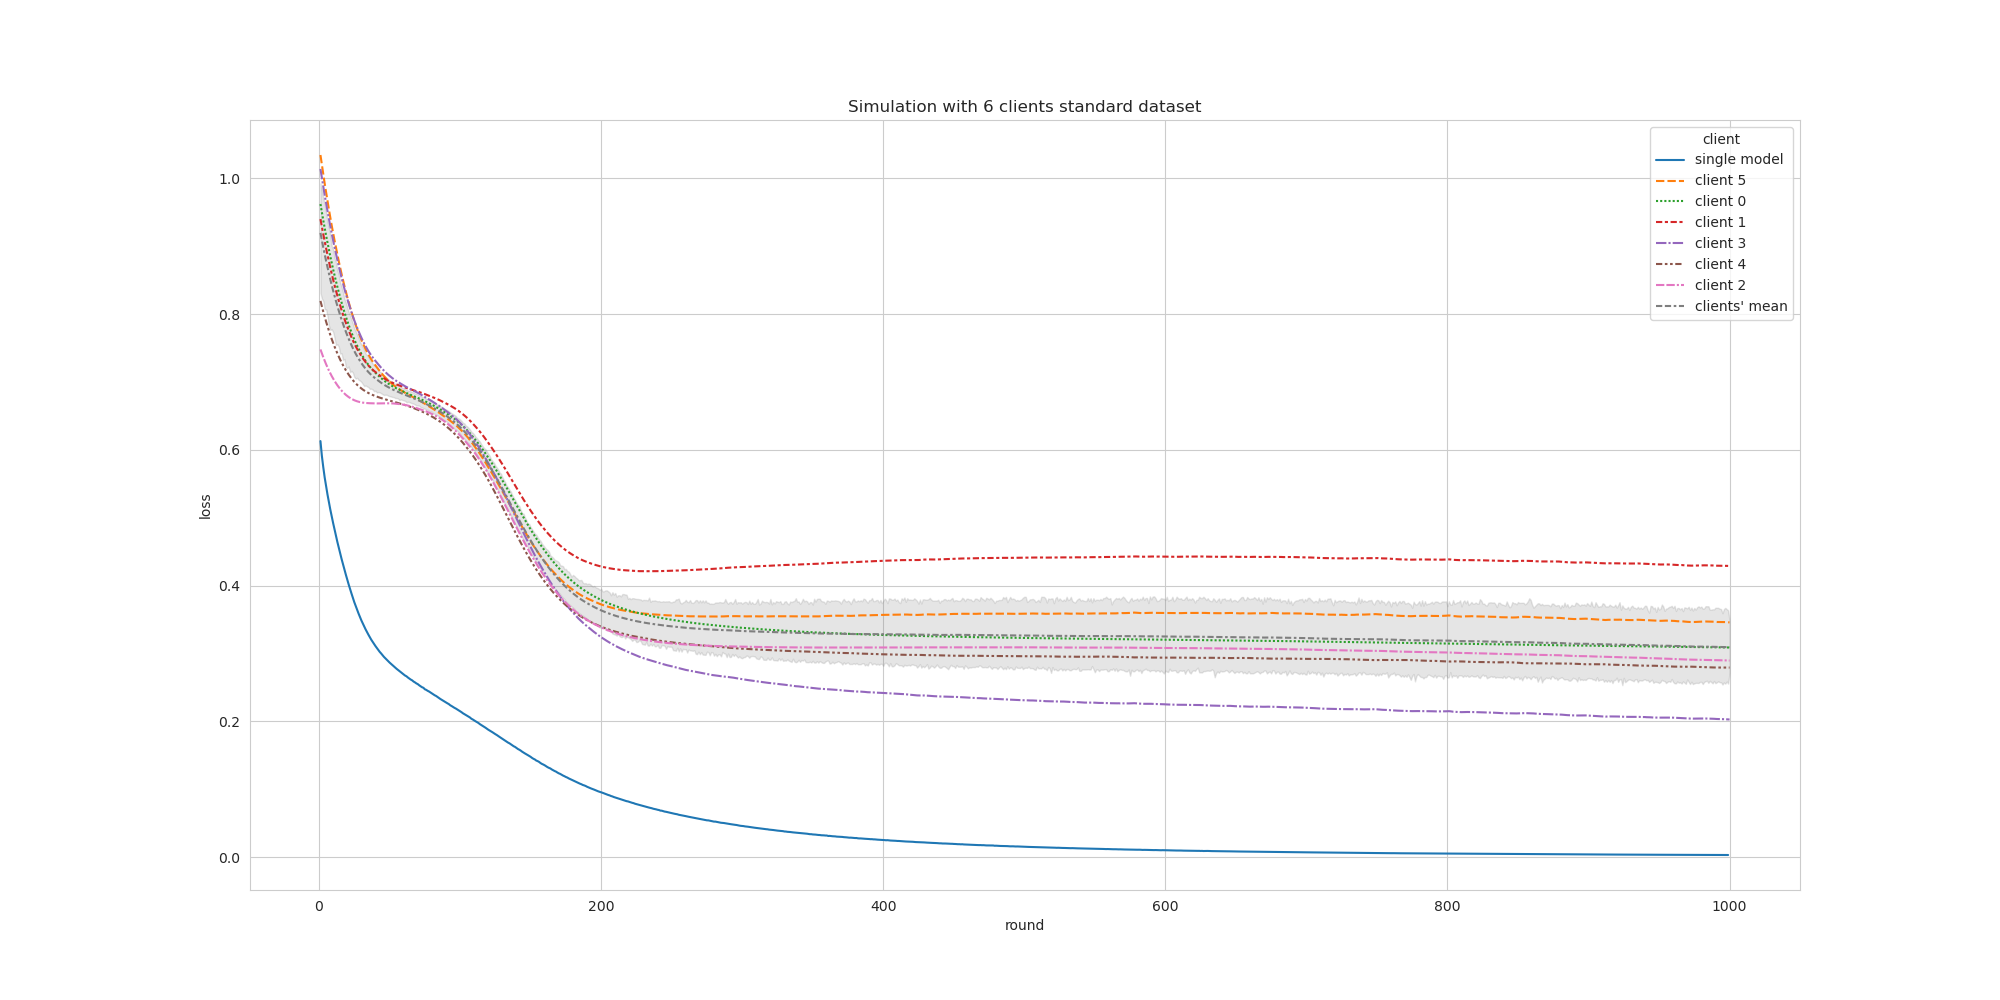 Simulation with 6 clients standard dataset
client
single model
client 5
client 0
client 1
client 3
client 4
client 2
clients' mean
1.0
0.8
0.6
0.4
0.2
0.0
loss
0 200 400 600 800 1000
round